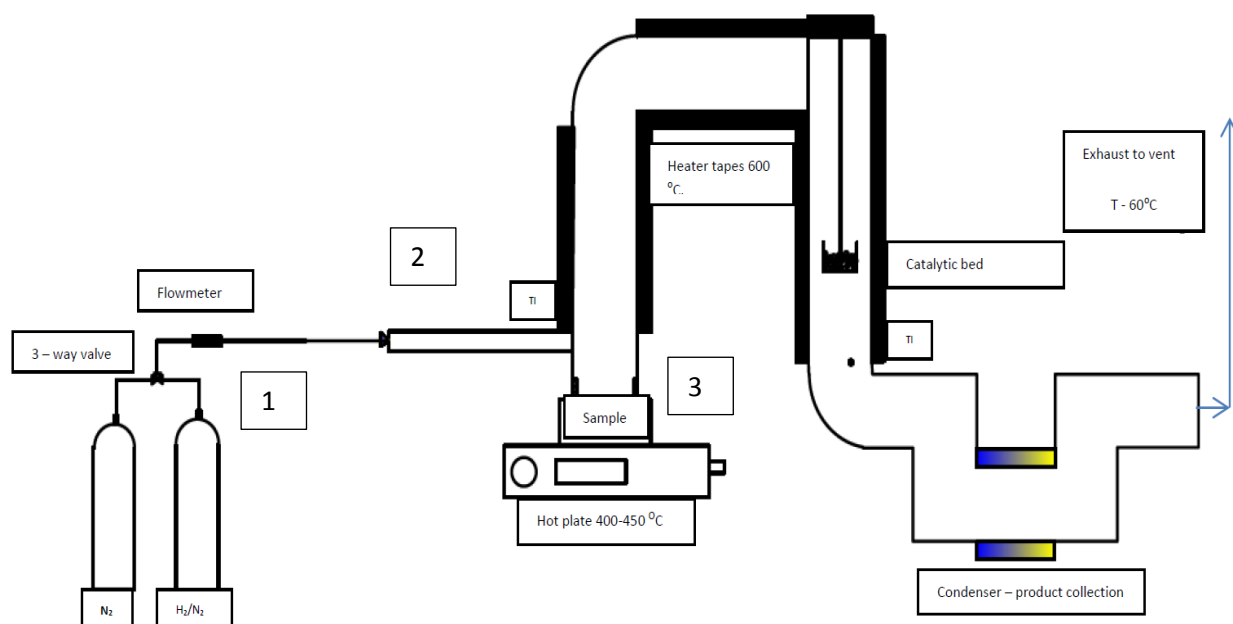 Heater tapes 600
⁰C.
Exhaust to vent
T - 60⁰C
2
Catalytic bed
Flowmeter
TI
TI
3 – way valve
1
3
Sample
Hot plate 400-450 ⁰C
Condenser – product collection
N₂
H₂/N₂